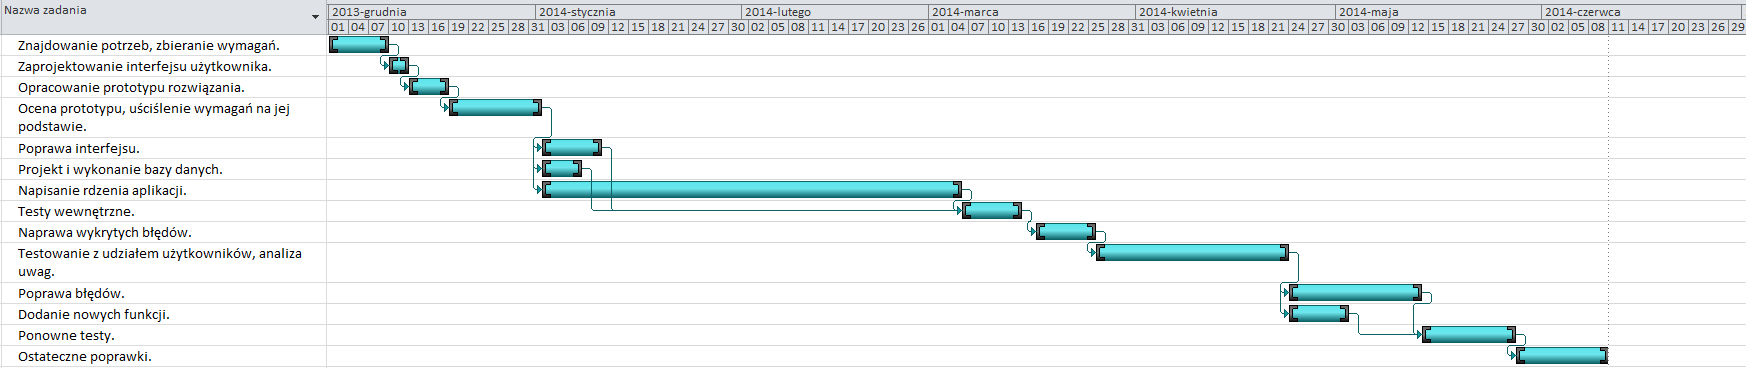 Nazwa zadania
2013-grudnia 2014-stycznia 2014-lutego 2014-marca 2014-kwietnia 2014-maja 2014-czerwca
01 04 07 10 13 16 19 22 25 28 31 03 06 09 12 15 18 21 24 27 30 02 05 08 11 14 17 20 23 26 01 04 07 10 13 16 19 22 25 28 31 03 06 09 12 15 18 21 24 27 30 03 06 09 12 15 18 21 24 27 30 02 05 08 11 14 17 20 23 26 29
Znajdowanie potrzeb, zbieranie wymagań.
Zaprojektowanie interfejsu użytkownika.
Opracowanie prototypu rozwiązania.
Ocena prototypu, uściślenie wymagań na jej
podstawie.
Poprawa interfejsu.
Projekt i wykonanie bazy danych.
Napisanie rdzenia aplikacji.
Testy wewnętrzne.
Naprawa wykrytych błędów.
Testowanie z udziałem użytkowników, analiza
uwag.
Poprawa błędów.
Dodanie nowych funkcji.
Ponowne testy.
Ostateczne poprawki.